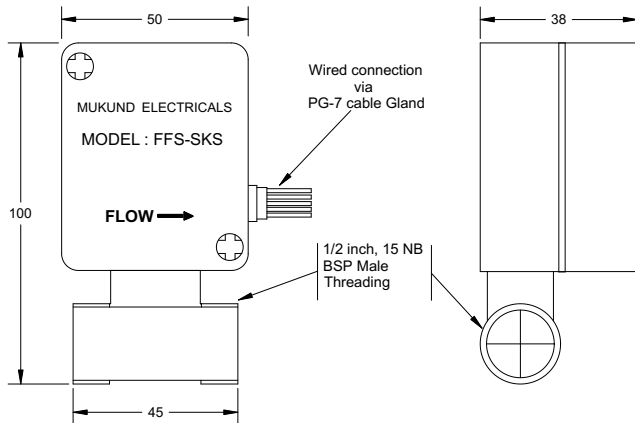 50
38
Wired connection
via
PG-7 cable Gland
MUKUND ELECTRICALS
MODEL : FFS-SKS
100
FLOW
1/2 inch, 15 NB
BSP Male
Threading
45